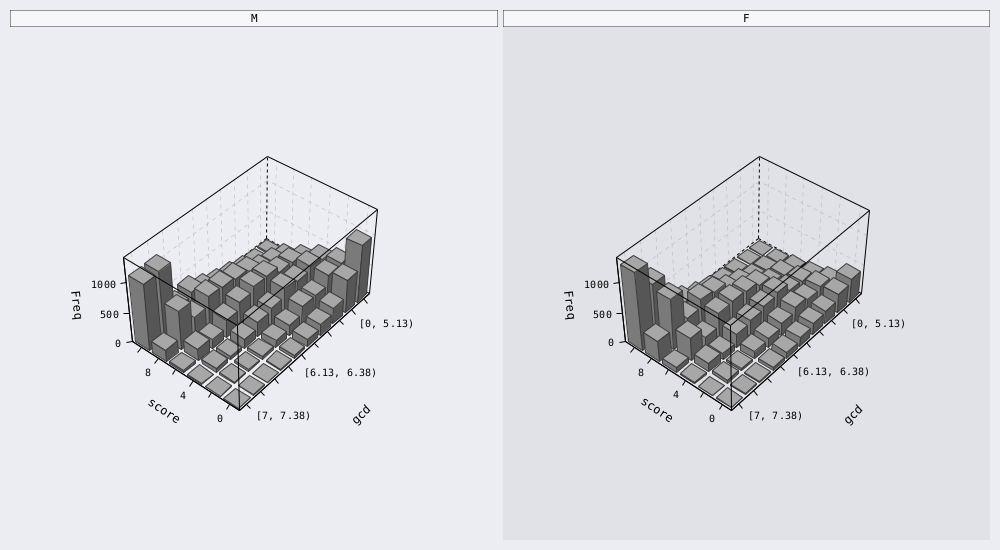 M
F
1000
500
0
Freq
8
4
0
score
[0, 5.13)
[6.13, 6.38)
[7, 7.38)
gcd
1000
500
0
Freq
8
4
0
score
[0, 5.13)
[6.13, 6.38)
[7, 7.38)
gcd